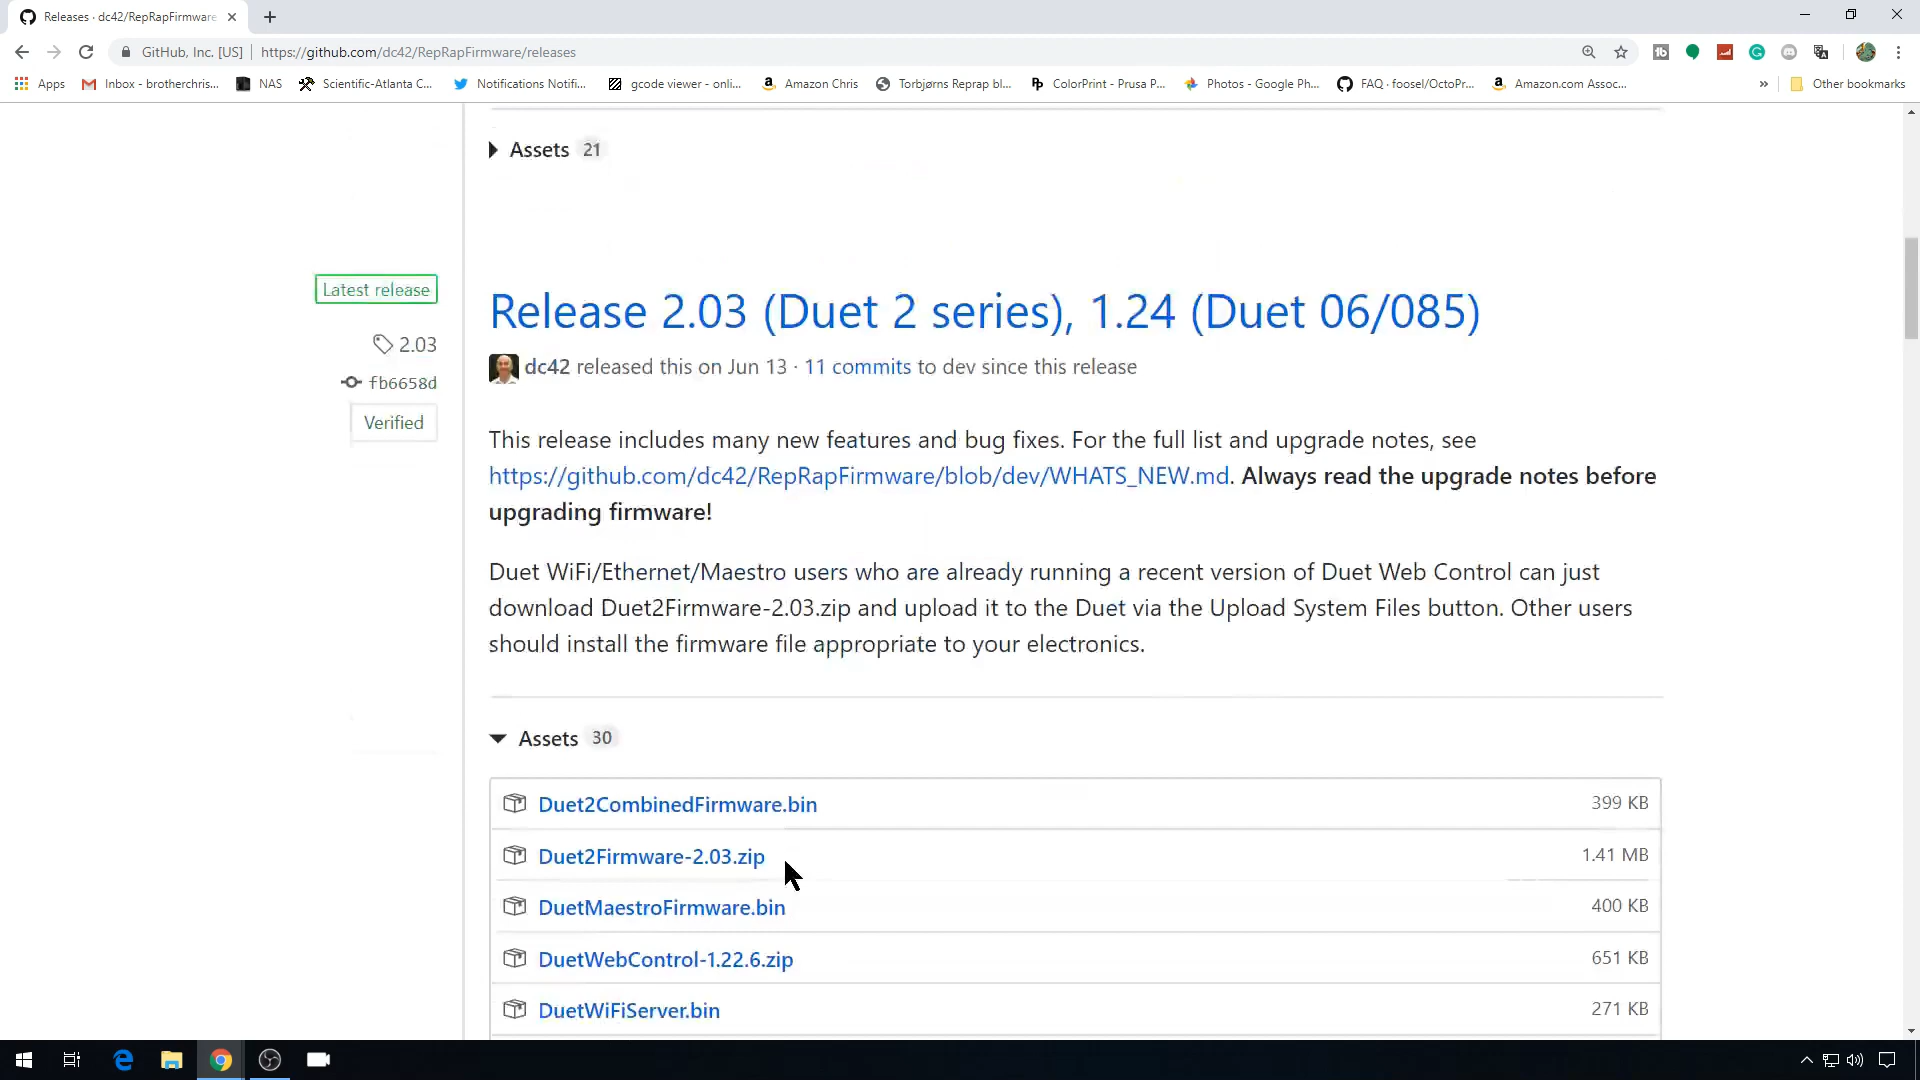 Releases · dc42/RepRapFirmware
GitHub, Inc. [US]
https://github.com/dc42/RepRapFirmware/releases
Apps
Inbox - brotherchris...
NAS
Scientific-Atlanta C...
Notifications Notifi...
gcode viewer - onli...
Amazon Chris
Torbjørns Reprap bl...
ColorPrint - Prusa P...
Photos - Google Ph...
FAQ · foosel/OctoPr...
Amazon.com Assoc...
»
Other bookmarks
Assets 21
Latest release
2.03
fb6658d
Verified
Release 2.03 (Duet 2 series), 1.24 (Duet 06/085)
dc42 released this on Jun 13 · 11 commits to dev since this release
This release includes many new features and bug fixes. For the full list and upgrade notes, see
https://github.com/dc42/RepRapFirmware/blob/dev/WHATS_NEW.md. Always read the upgrade notes before
upgrading firmware!
Duet WiFi/Ethernet/Maestro users who are already running a recent version of Duet Web Control can just
download Duet2Firmware-2.03.zip and upload it to the Duet via the Upload System Files button. Other users
should install the firmware file appropriate to your electronics.
Assets 30
Duet2CombinedFirmware.bin 399 KB
Duet2Firmware-2.03.zip 1.41 MB
DuetMaestroFirmware.bin 400 KB
DuetWebControl-1.22.6.zip 651 KB
DuetWiFiServer.bin 271 KB